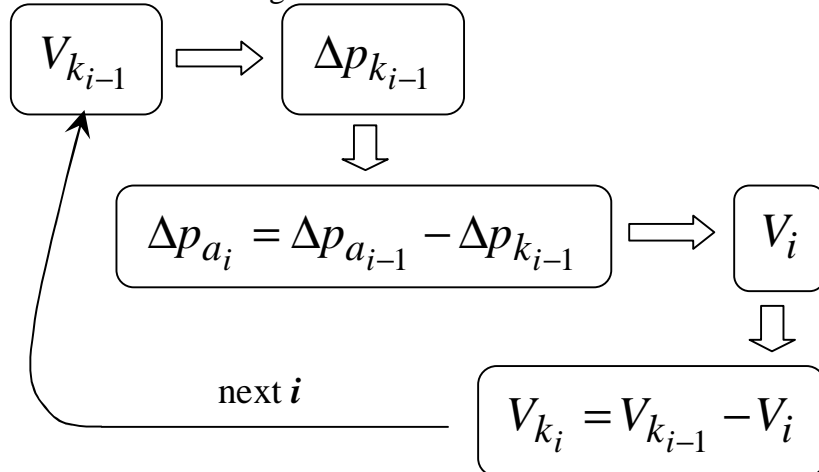 V_{k_{i-1}} Δp_{k_{i-1}}
Δp_{a_i} = Δp_{a_{i-1}} − Δp_{k_{i-1}} V_i
next i
V_{k_i} = V_{k_{i-1}} − V_i